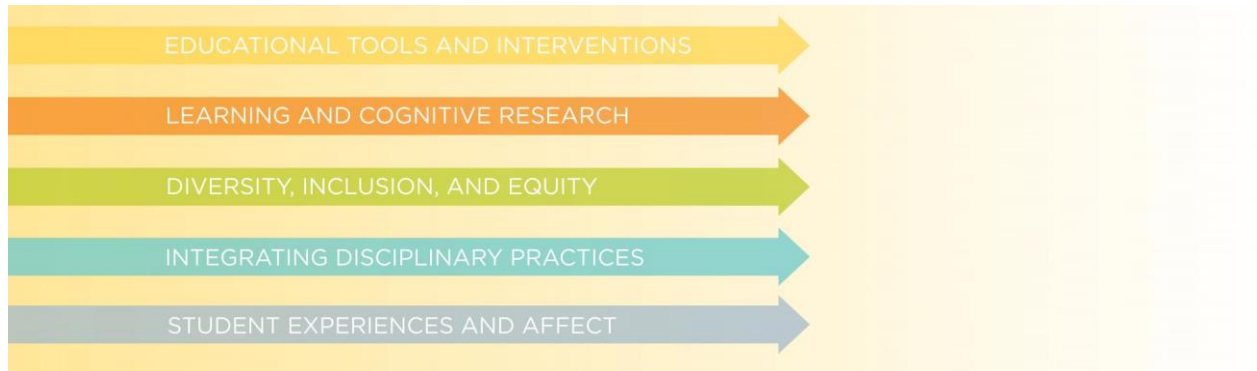 EDUCATIONAL TOOLS AND INTERVENTIONS
LEARNING AND COGNITIVE RESEARCH
DIVERSITY, INCLUSION, AND EQUITY
INTEGRATING DISCIPLINARY PRACTICES
STUDENT EXPERIENCES AND AFFECT